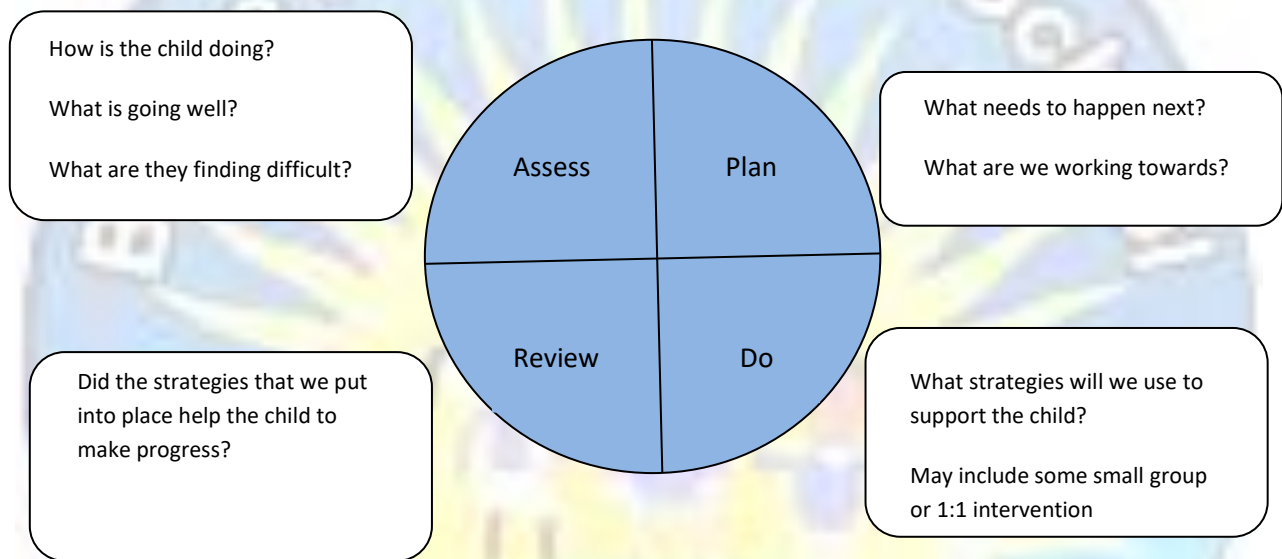 How is the child doing?
What is going well?
What are they finding difficult?
Assess
Plan
What needs to happen next?
What are we working towards?
Review
Do
Did the strategies that we put
into place help the child to
make progress?
What strategies will we use to
support the child?
May include some small group
or 1:1 intervention